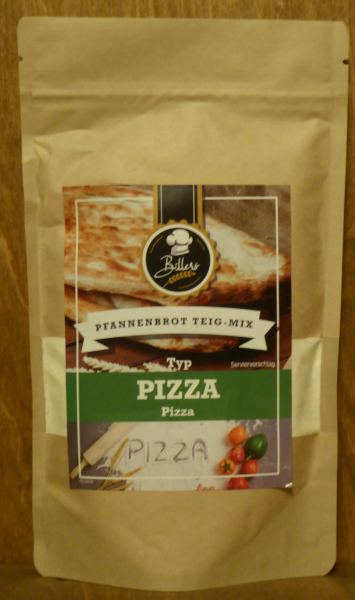 Billers
PFANNENBROT TEIG-MIX
Typ
Serviervorschlag
PIZZA
Pizza
PIZZA